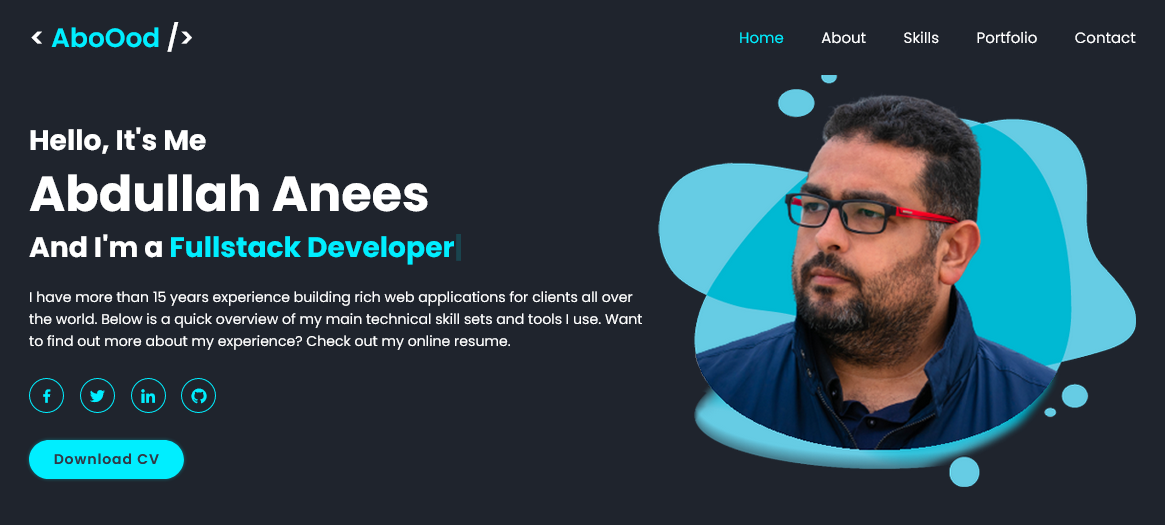 < AboOod />
Home About Skills Portfolio Contact
Hello, It's Me
Abdullah Anees
And I'm a Fullstack Developer|
I have more than 15 years experience building rich web applications for clients all over
the world. Below is a quick overview of my main technical skill sets and tools I use. Want
to find out more about my experience? Check out my online resume.
Download CV